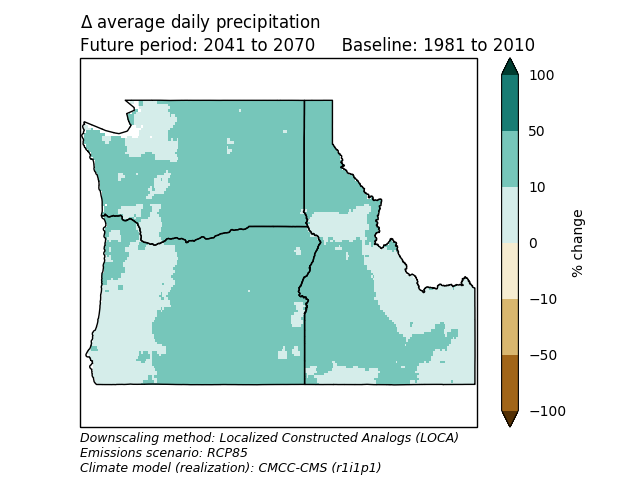 Δ average daily precipitation
Future period: 2041 to 2070 Baseline: 1981 to 2010
100
50
10
0
−10
−50
−100
% change
Downscaling method: Localized Constructed Analogs (LOCA)
Emissions scenario: RCP85
Climate model (realization): CMCC-CMS (r1i1p1)